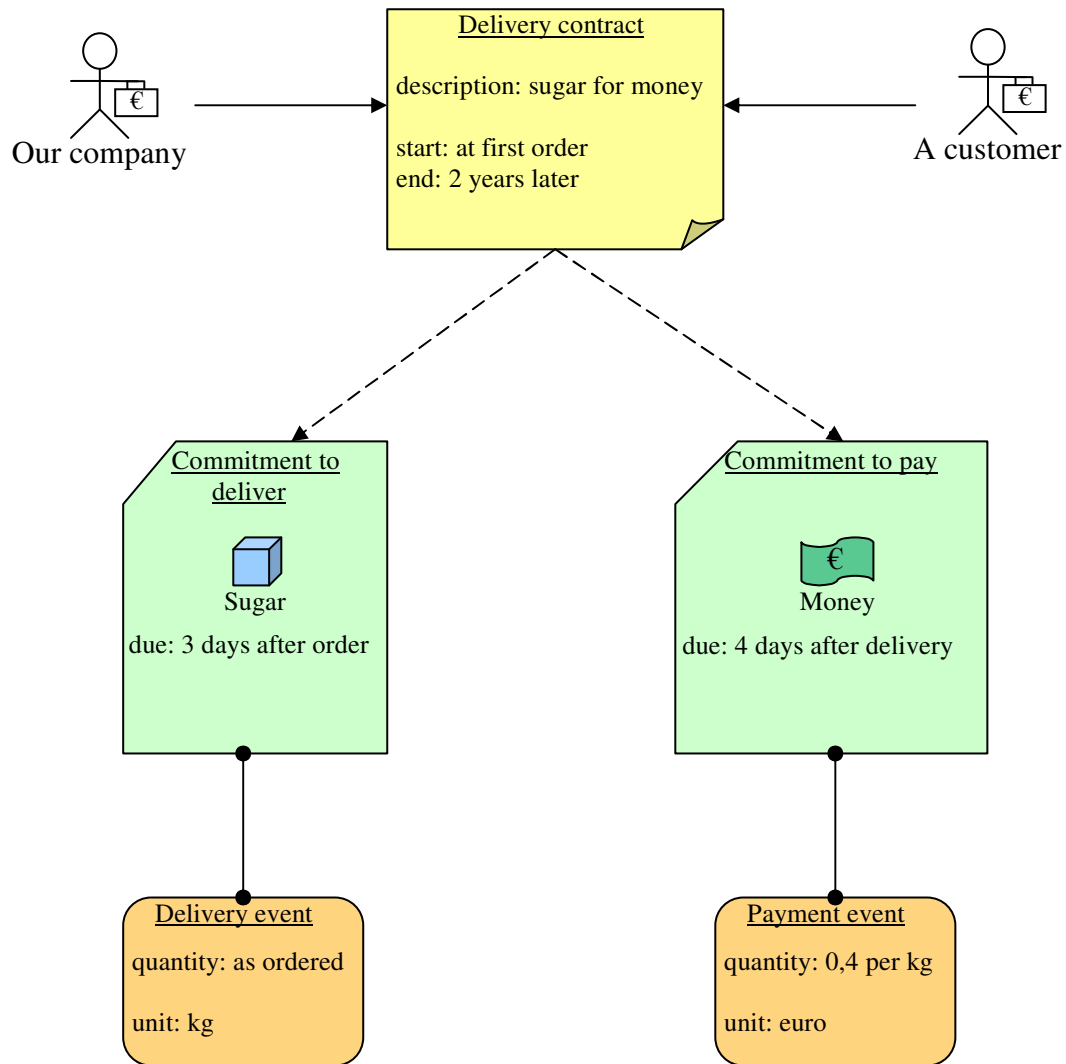 Delivery contract
description: sugar for money
start: at first order
end: 2 years later
€
Our company
€
A customer
Commitment to
deliver
Sugar
due: 3 days after order
Commitment to pay
€
Money
due: 4 days after delivery
Delivery event
quantity: as ordered
unit: kg
Payment event
quantity: 0,4 per kg
unit: euro